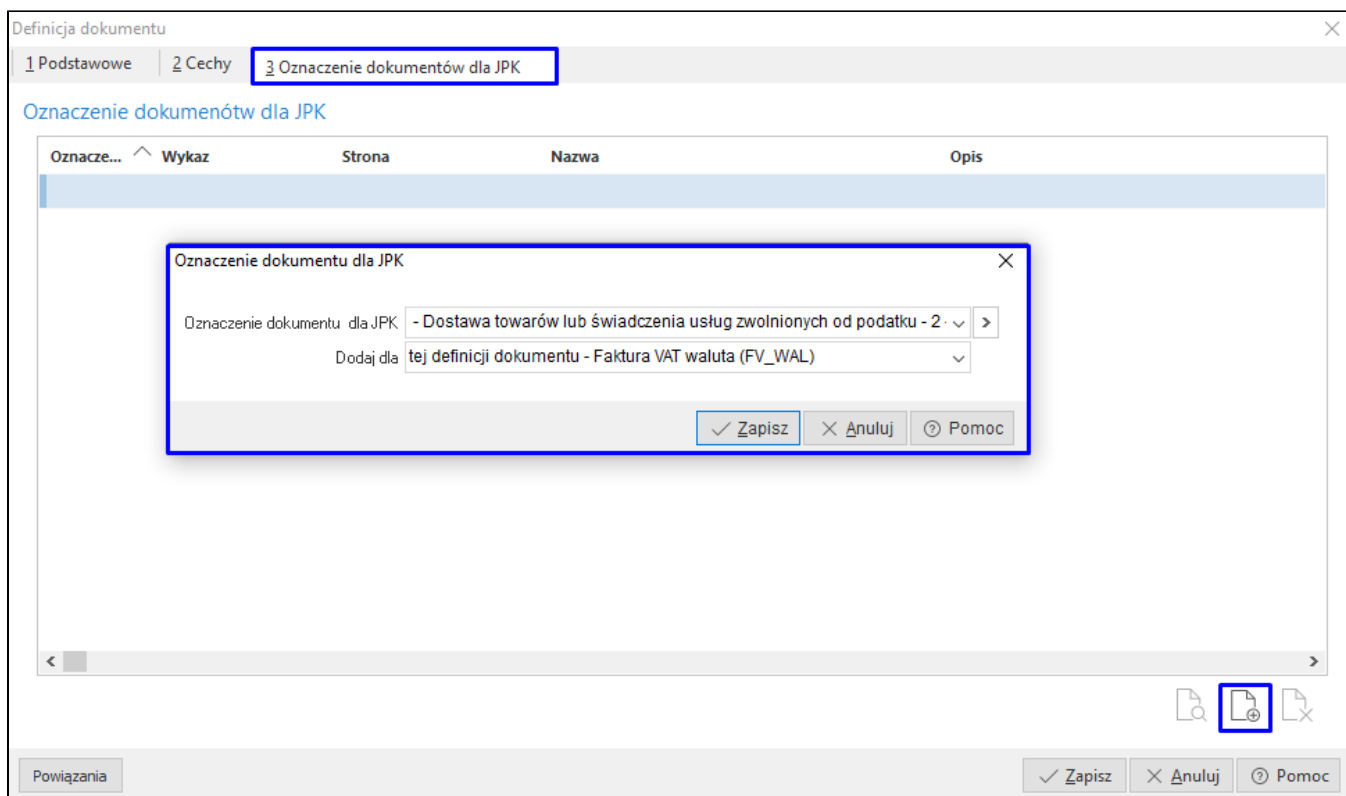 Definicja dokumentu
1 Podstawowe 2 Cechy 3 Oznaczenie dokumentów dla JPK
Oznaczenie dokumenótw dla JPK
Oznacze... Wykaz Strona Nazwa Opis
Oznaczenie dokumentu dla JPK
Oznaczenie dokumentu dla JPK - Dostawa towarów lub świadczenia usług zwolnionych od podatku - 2 -
Dodaj dla tej definicji dokumentu - Faktura VAT waluta (FV_WAL)
Zapisz Anuluj Pomoc
Powiązania Zapisz Anuluj Pomoc